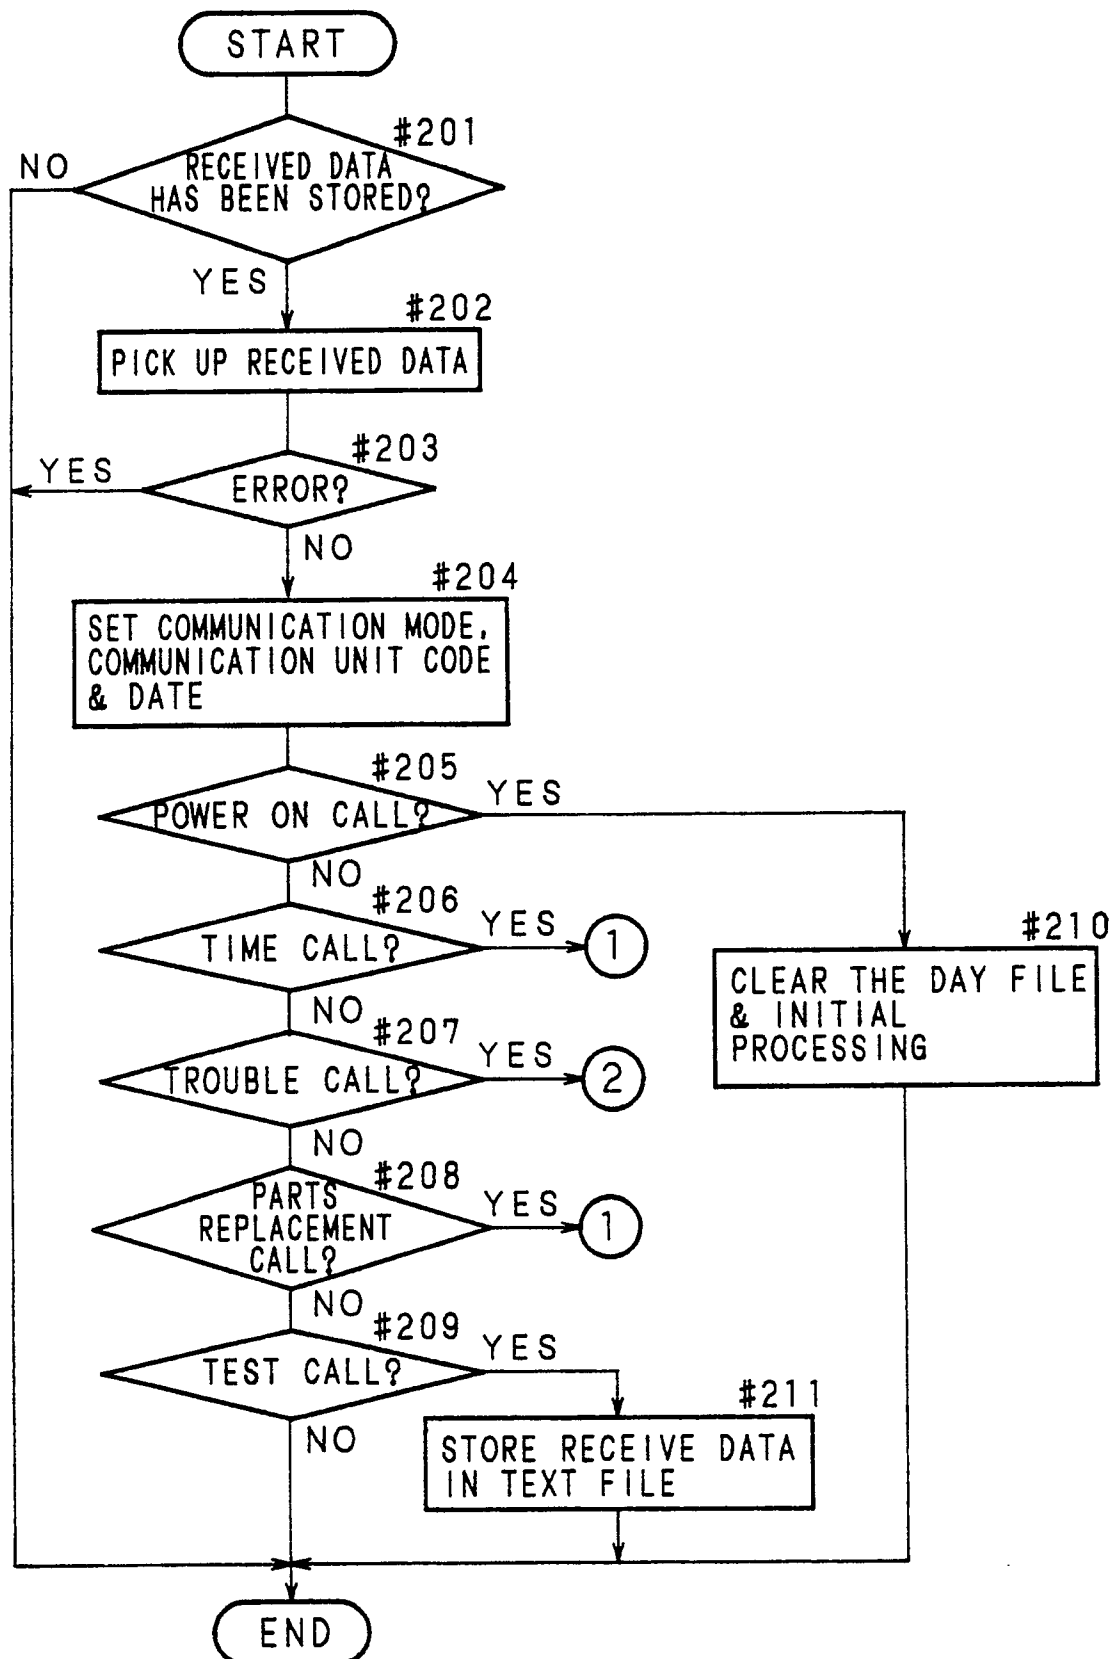 START
#201
NO
RECEIVED DATA
HAS BEEN STORED?
YES
#202
PICK UP RECEIVED DATA
#203
YES
ERROR?
NO
#204
SET COMMUNICATION MODE,
COMMUNICATION UNIT CODE
& DATE
#205
YES
POWER ON CALL?
NO
#206
YES
TIME CALL?
1
#210
CLEAR THE DAY FILE
& INITIAL
PROCESSING
NO
#207
YES
TROUBLE CALL?
2
NO
#208
YES
PARTS
REPLACEMENT
CALL?
1
NO
#209
YES
TEST CALL?
#211
NO
STORE RECEIVE DATA
IN TEXT FILE
END